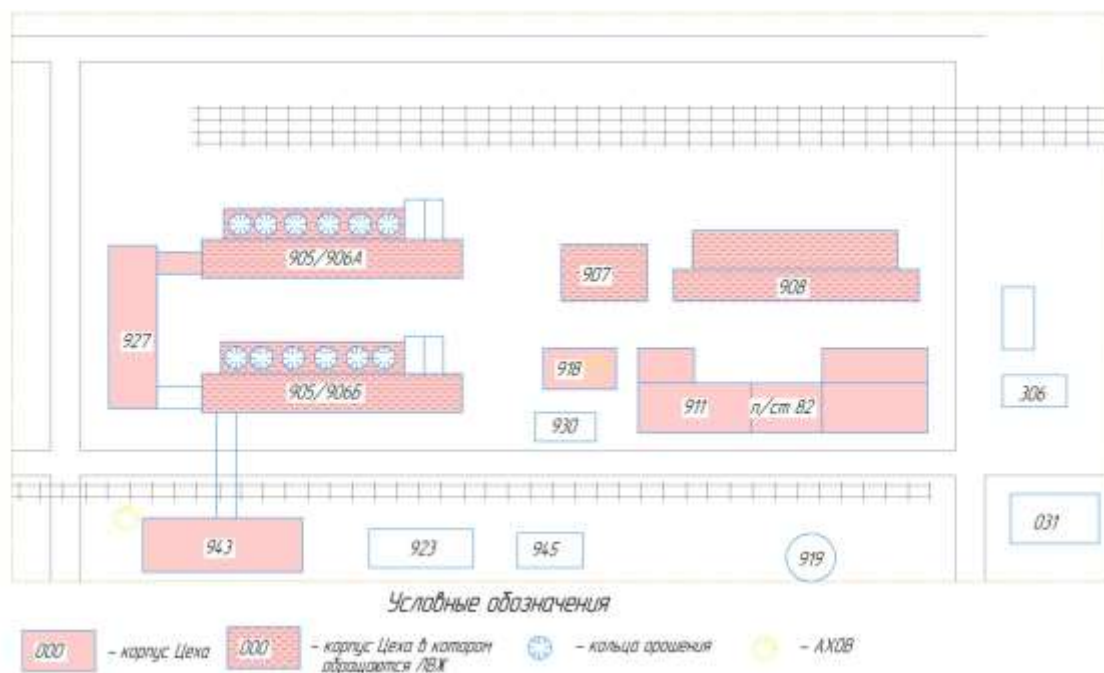 905/906А
907
908
927
918
306
905/906Б
911
п/ст В2
930
031
943
923
945
919
Условные обозначения
000
– корпус Цеха
000
– корпус Цеха в котором
обращаются ЛВЖ
– кольца орошения
– АХОВ